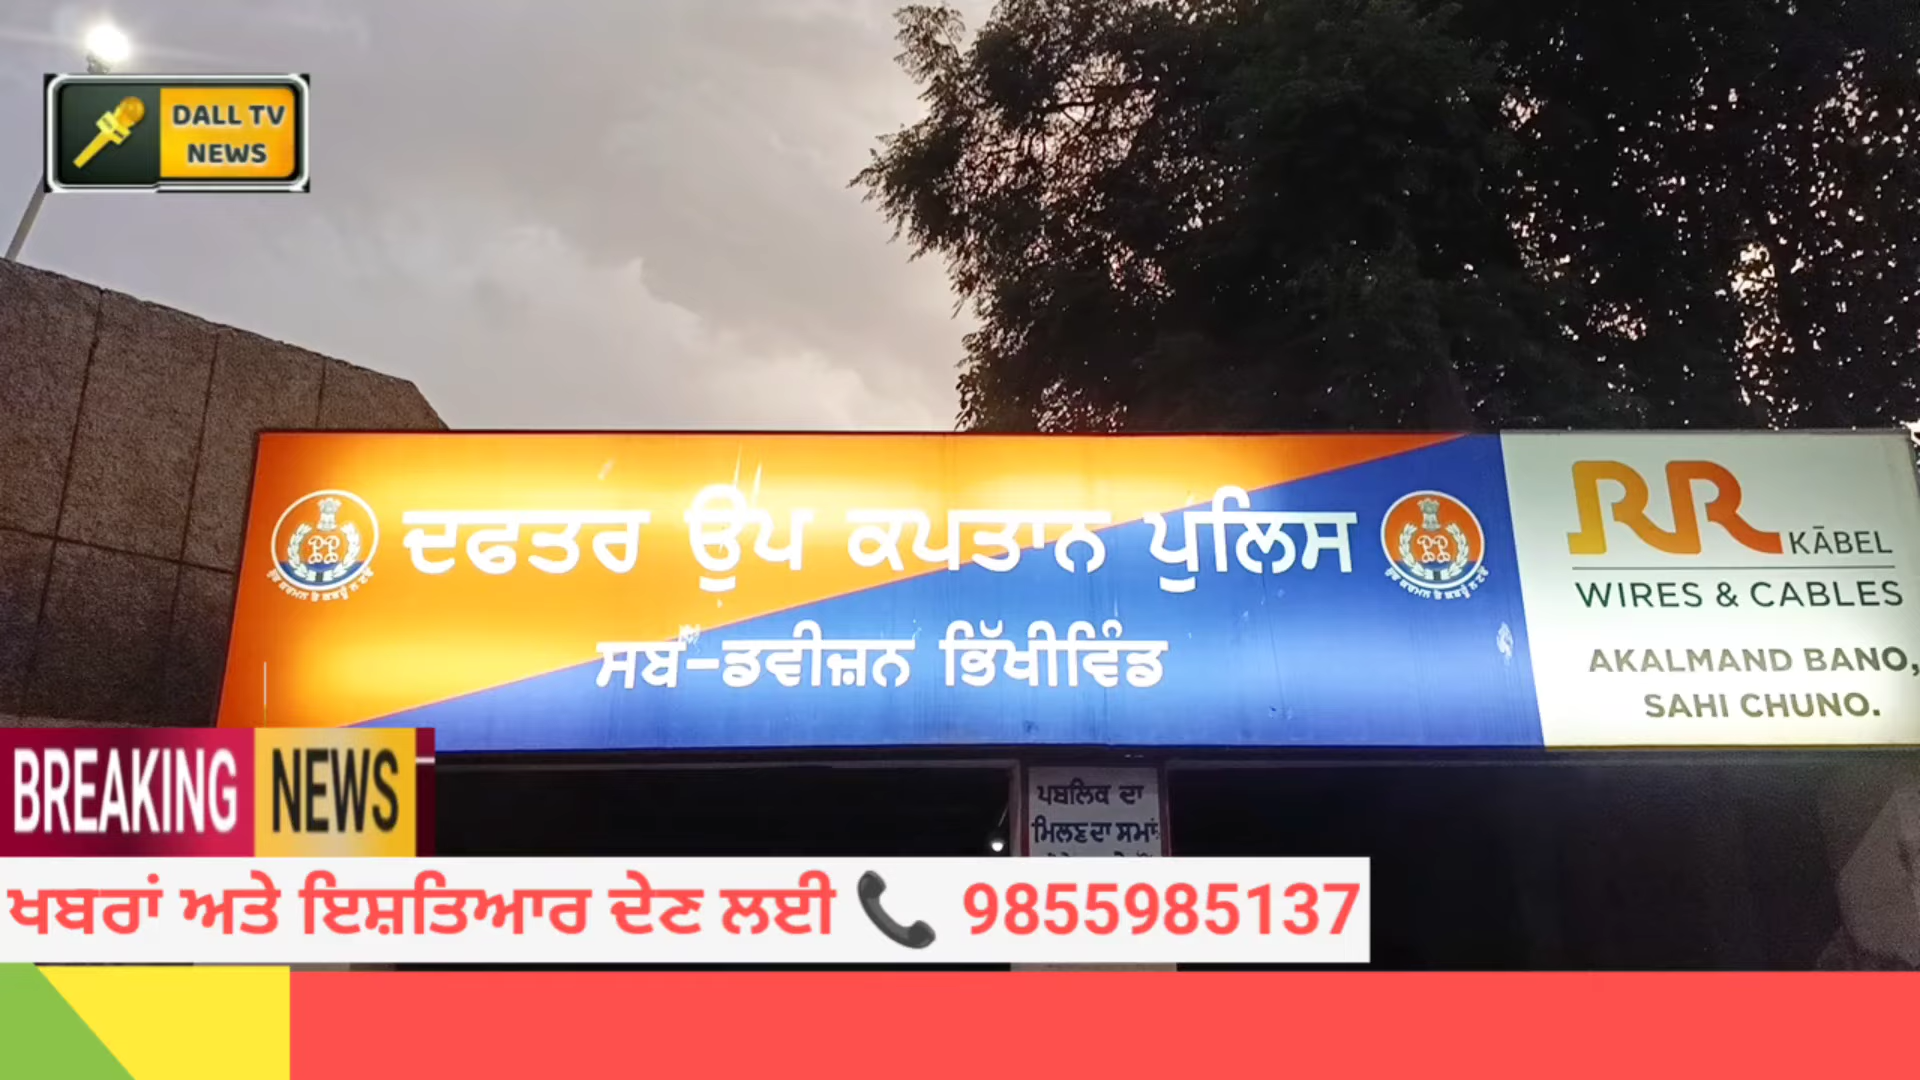 DALL TV
NEWS
ਦਫਤਰ ਉਪ ਕਪਤਾਨ ਪੁਲਿਸ
ਸਬ-ਡਵੀਜ਼ਨ ਭਿੱਖੀਵਿੰਡ
RR KĀBEL
WIRES & CABLES
AKALMAND BANO,
SAHI CHUNO.
ਪਬਲਿਕ ਦਾ
ਮਿਲਣ ਦਾ ਸਮਾਂ
BREAKING NEWS
ਖਬਰਾਂ ਅਤੇ ਇਸ਼ਤਿਆਰ ਦੇਣ ਲਈ 📞 9855985137